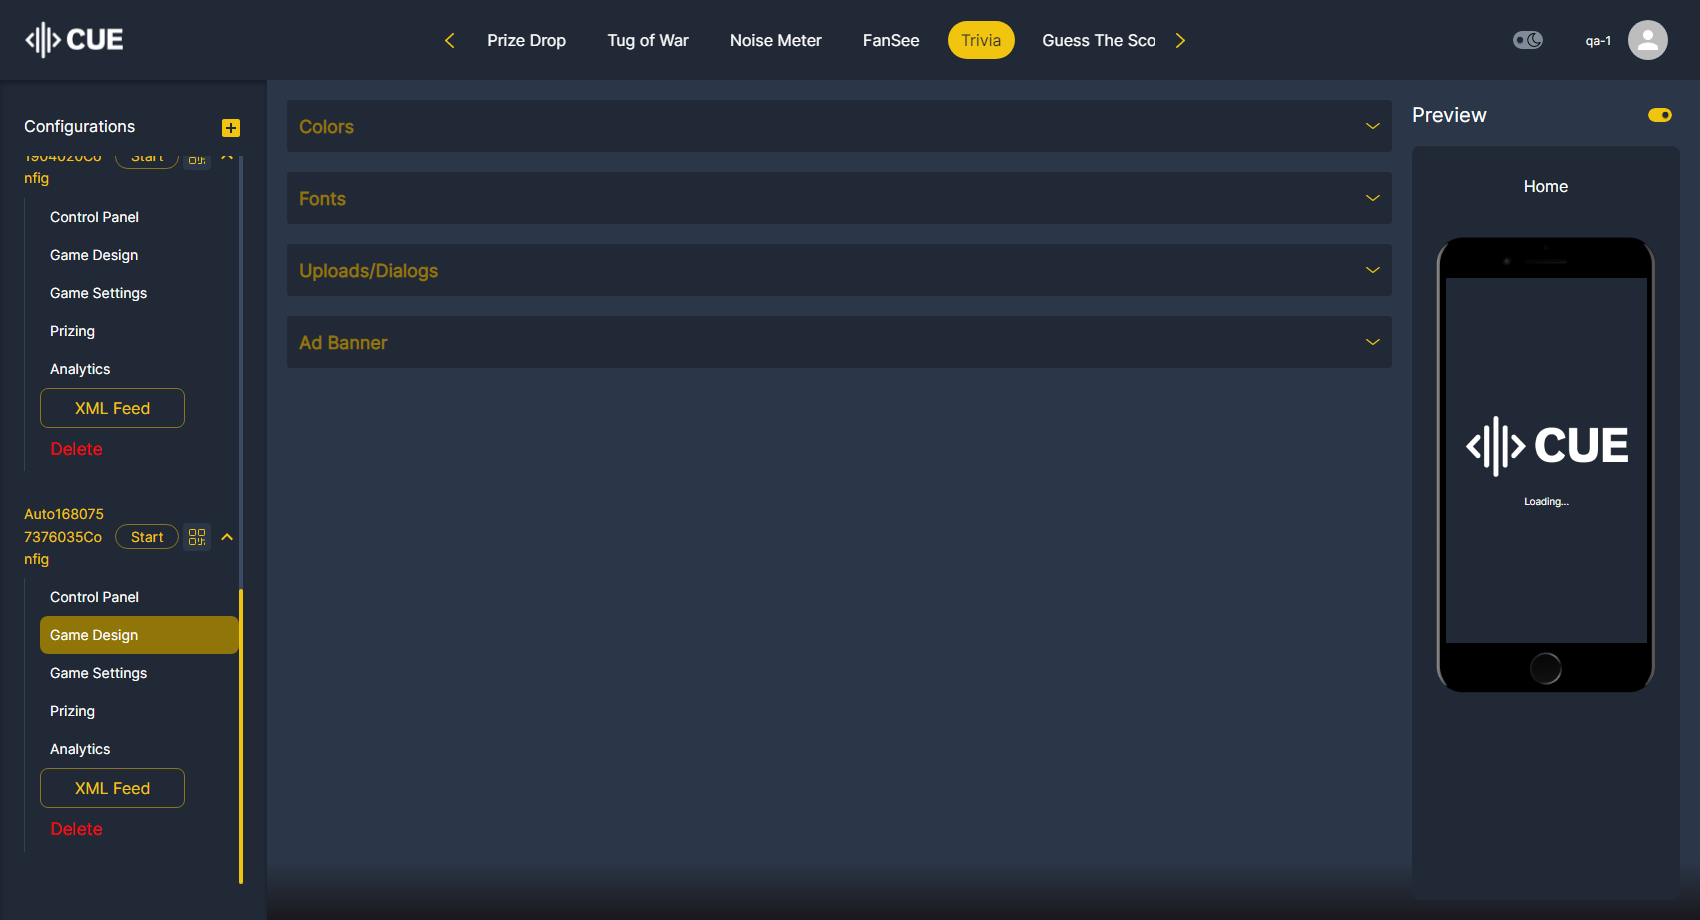 CUE
Prize Drop
Tug of War
Noise Meter
FanSee
Trivia
Guess The Sco
qa-1
Configurations
1904020Co
nfig
Start
Control Panel
Game Design
Game Settings
Prizing
Analytics
XML Feed
Delete
Auto168075
7376035Co
nfig
Start
Control Panel
Game Design
Game Settings
Prizing
Analytics
XML Feed
Delete
Colors
Fonts
Uploads/Dialogs
Ad Banner
Preview
Home
CUE
Loading...